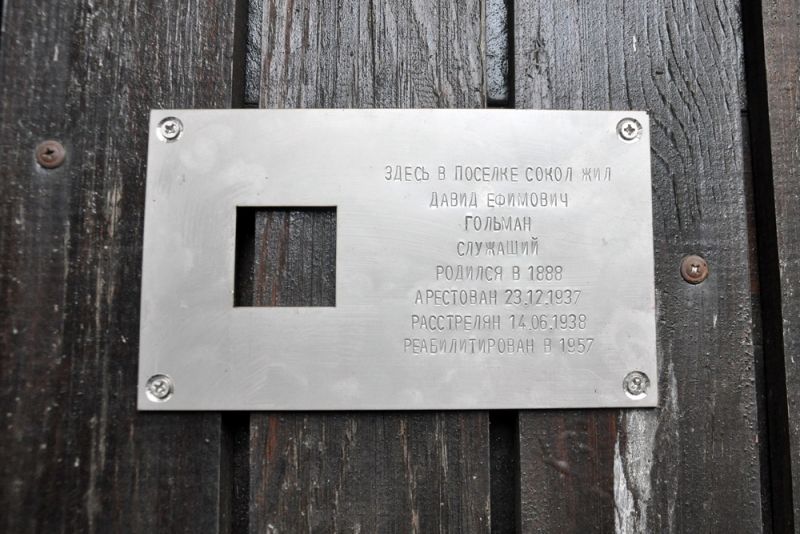 ЗДЕСЬ В ПОСЕЛКЕ СОКОЛ ЖИЛ
ДАВИД ЕФИМОВИЧ
ГОЛЬМАН
СЛУЖАЩИЙ
РОДИЛСЯ В 1888
АРЕСТОВАН 23.12.1937
РАССТРЕЛЯН 14.06.1938
РЕАБИЛИТИРОВАН В 1957